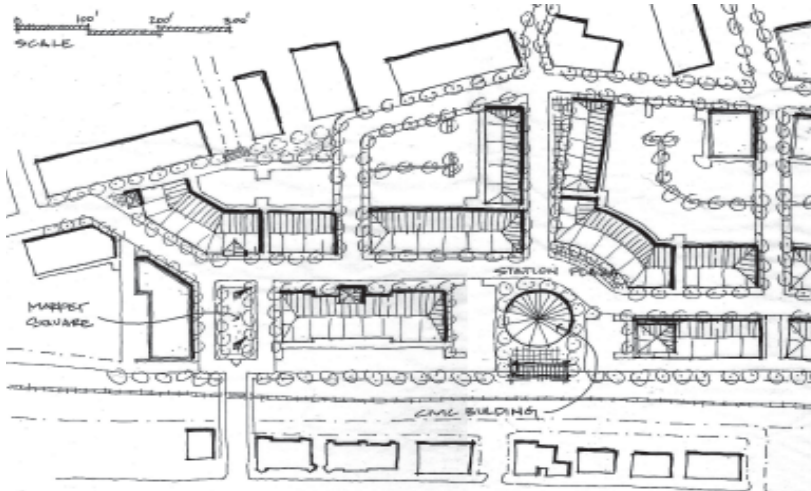 0 100' 200' 300'
SCALE
STATION PLAZA
MARKET
SQUARE
CIVIC BUILDING